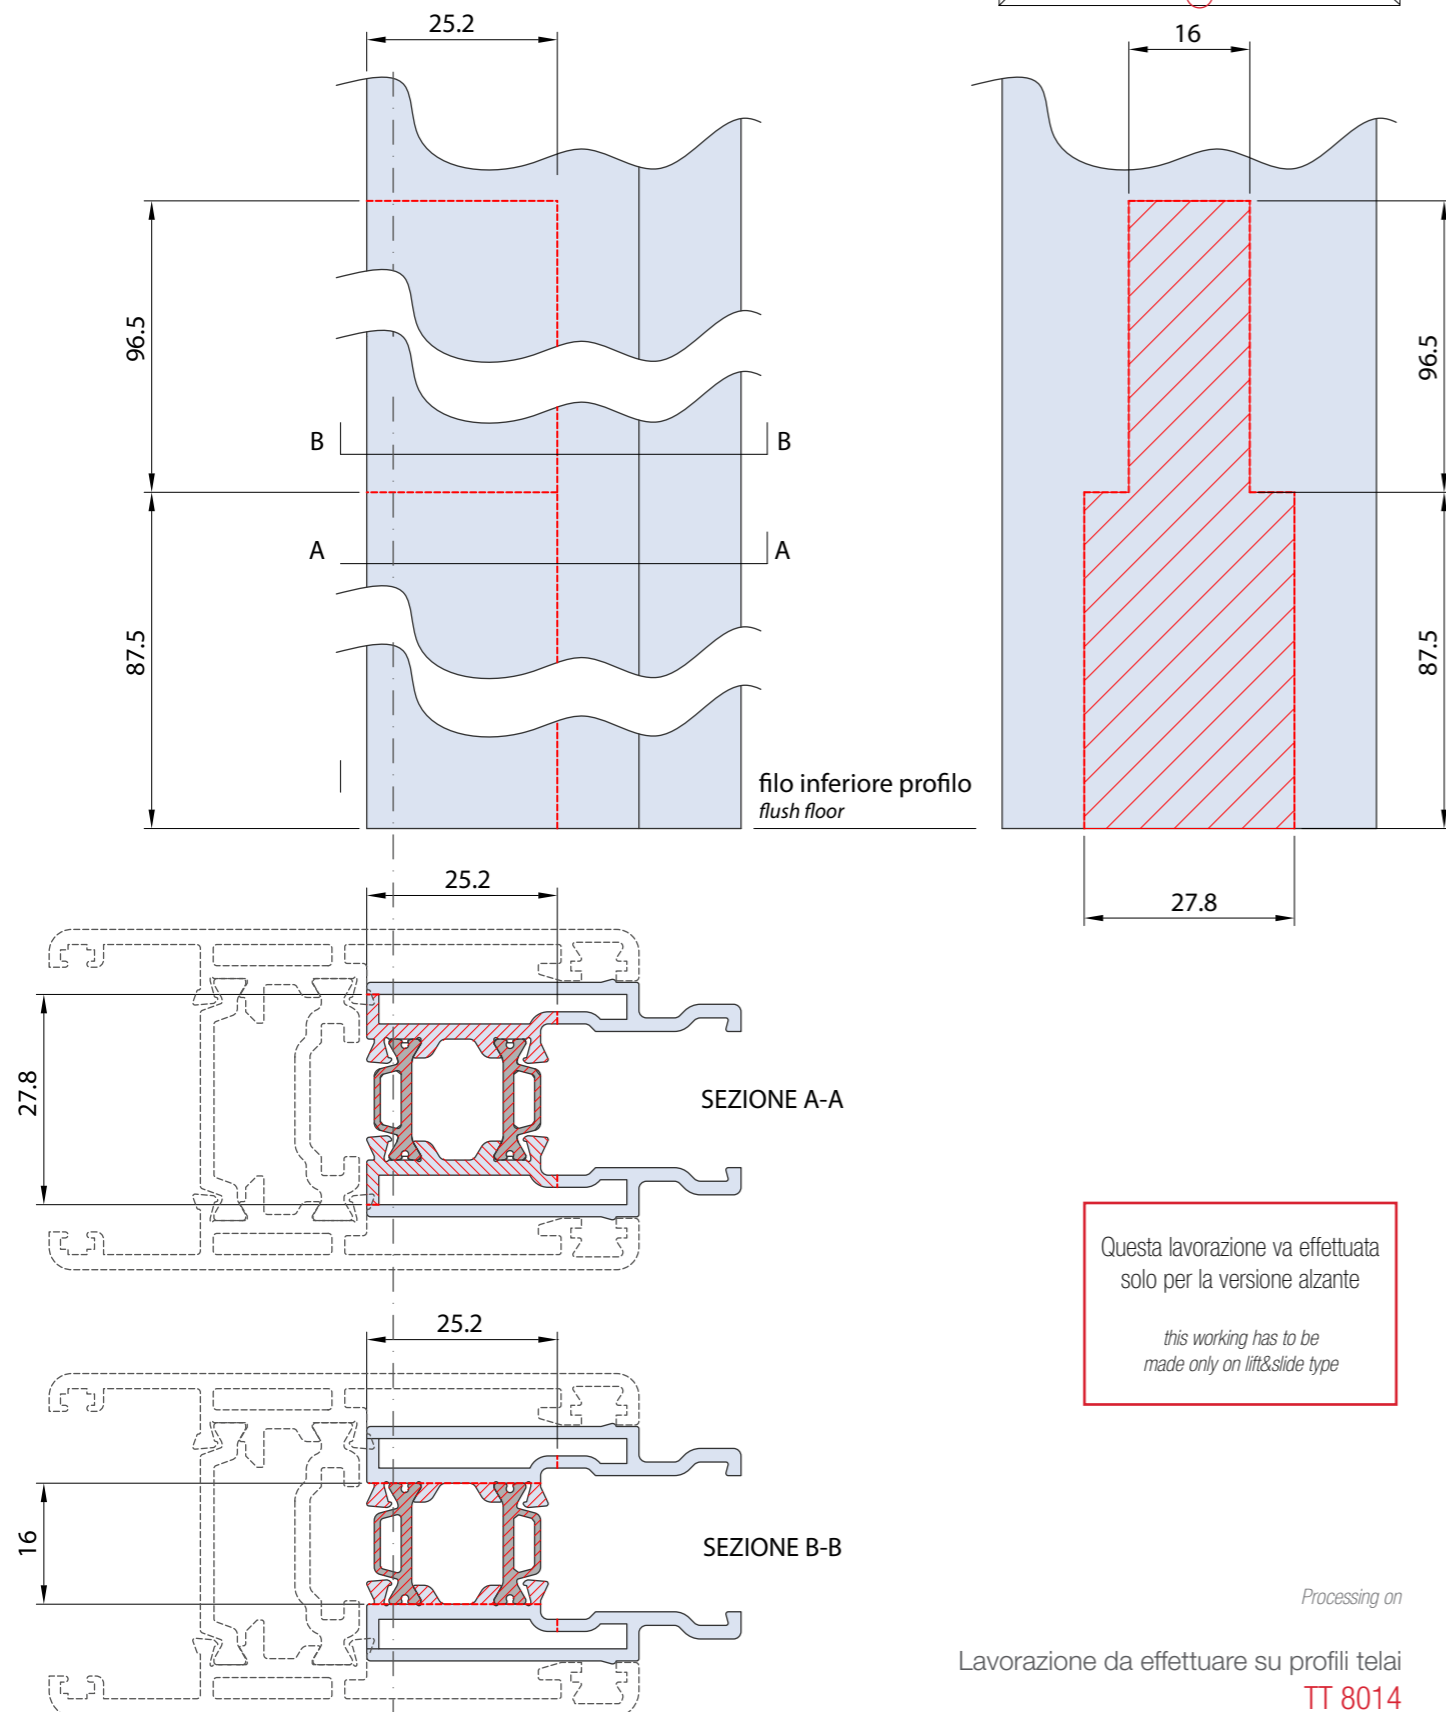 25.2
16
96.5
96.5
B
B
A
A
87.5
87.5
filo inferiore profilo
flush floor
25.2
27.8
27.8
SEZIONE A-A
Questa lavorazione va effettuata
solo per la versione alzante
this working has to be
made only on lift&slide type
25.2
16
SEZIONE B-B
Processing on
Lavorazione da effettuare su profili telai
TT 8014